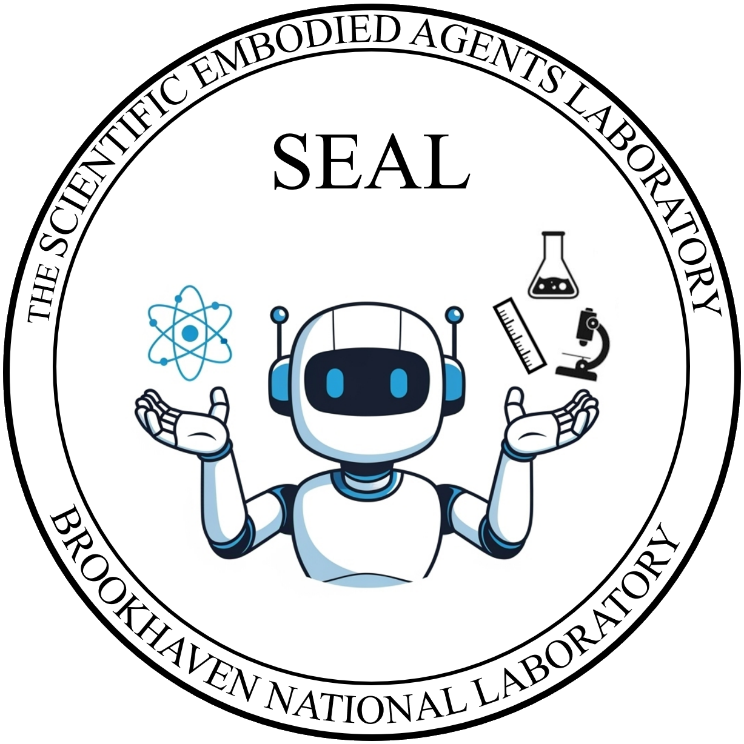 THE SCIENTIFIC EMBODIED AGENTS LABORATORY
SEAL
BROOKHAVEN NATIONAL LABORATORY